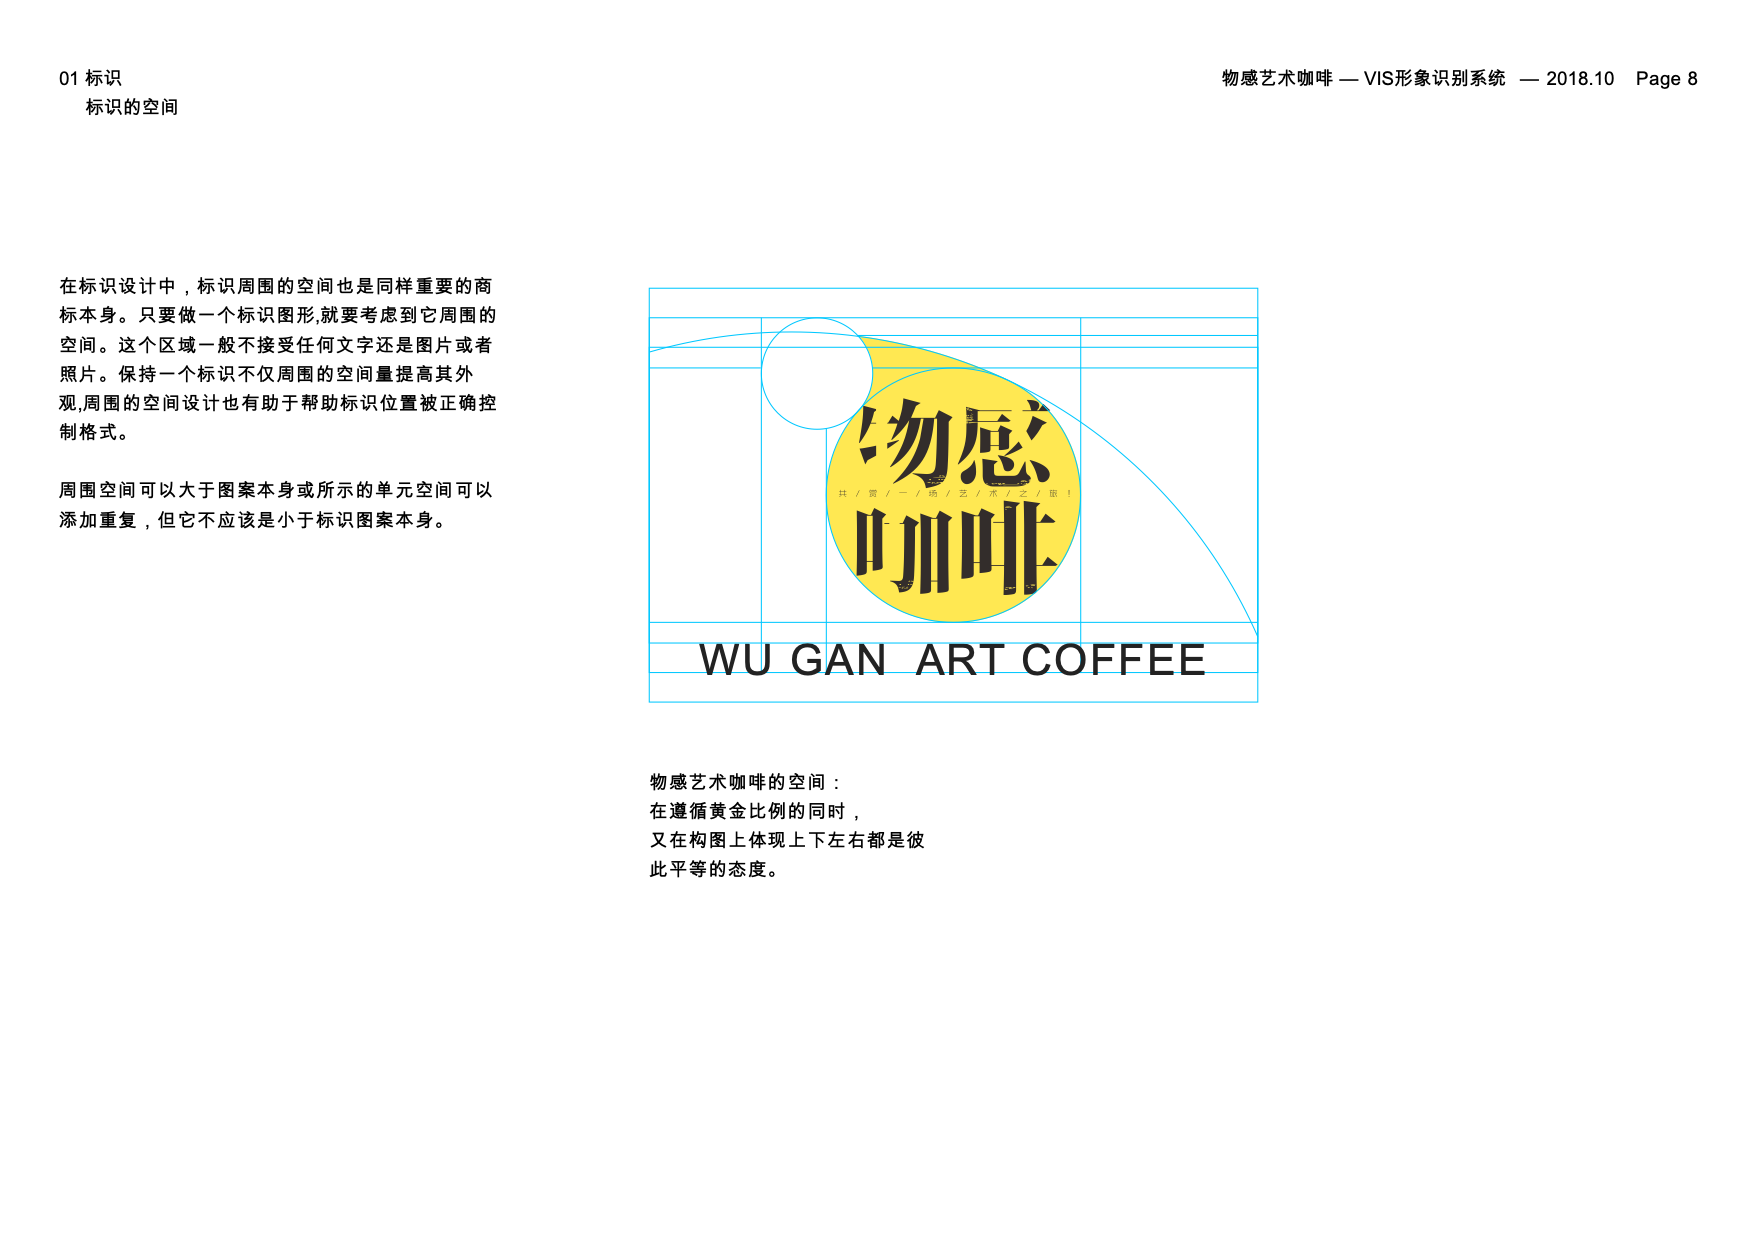 01 标识
标识的空间
物感艺术咖啡 — VIS形象识别系统 — 2018.10 Page 8
在标识设计中，标识周围的空间也是同样重要的商
标本身。只要做一个标识图形,就要考虑到它周围的
空间。这个区域一般不接受任何文字还是图片或者
照片。保持一个标识不仅周围的空间量提高其外
观,周围的空间设计也有助于帮助标识位置被正确控
制格式。
周围空间可以大于图案本身或所示的单元空间可以
添加重复，但它不应该是小于标识图案本身。
物感
共/赏/一/场/艺/术/之/旅！
咖啡
WU GAN ART COFFEE
物感艺术咖啡的空间：
在遵循黄金比例的同时，
又在构图上体现上下左右都是彼
此平等的态度。